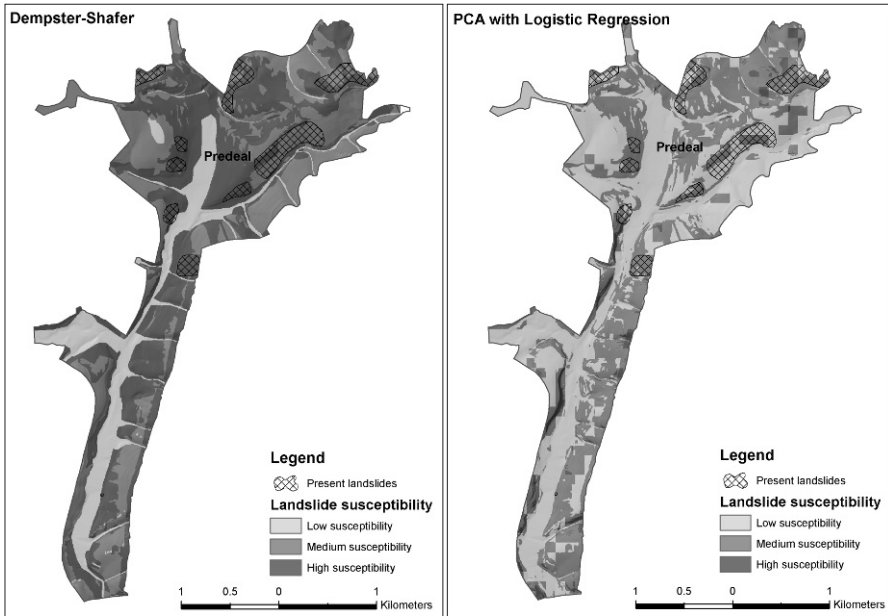 Dempster-Shafer
Predeal
Legend
Present landslides
Landslide susceptibility
Low susceptibility
Medium susceptibility
High susceptibility
1 0.5 0 1
Kilometers
PCA with Logistic Regression
Predeal
Legend
Present landslides
Landslide susceptibility
Low susceptibility
Medium susceptibility
High susceptibility
1 0.5 0 1
Kilometers